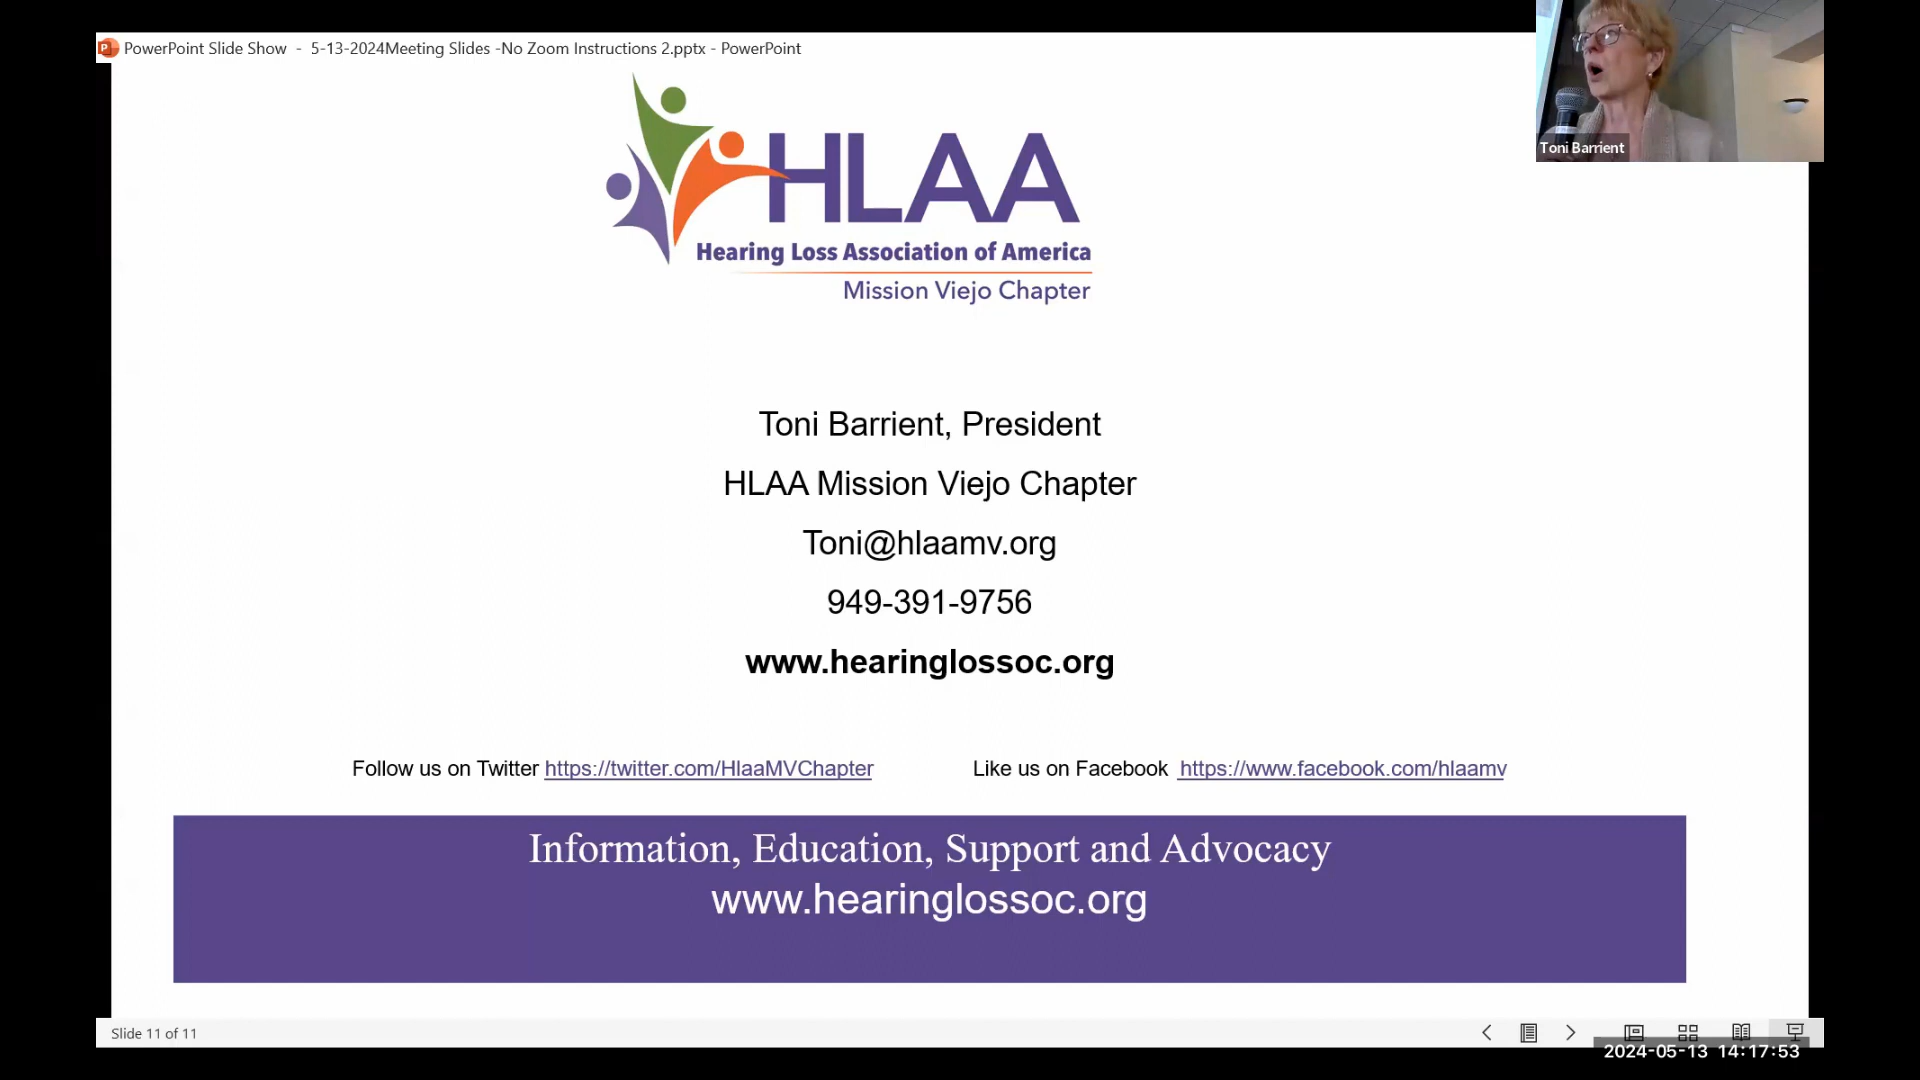 PowerPoint Slide Show - 5-13-2024Meeting Slides -No Zoom Instructions 2.pptx - PowerPoint
Toni Barrient
HLAA
Hearing Loss Association of America
Mission Viejo Chapter
Toni Barrient, President
HLAA Mission Viejo Chapter
Toni@hlaamv.org
949-391-9756
www.hearinglossoc.org
Follow us on Twitter https://twitter.com/HlaaMVChapter
Like us on Facebook https://www.facebook.com/hlaamv
Information, Education, Support and Advocacy
www.hearinglossoc.org
Slide 11 of 11
2024-05-13 14:17:53